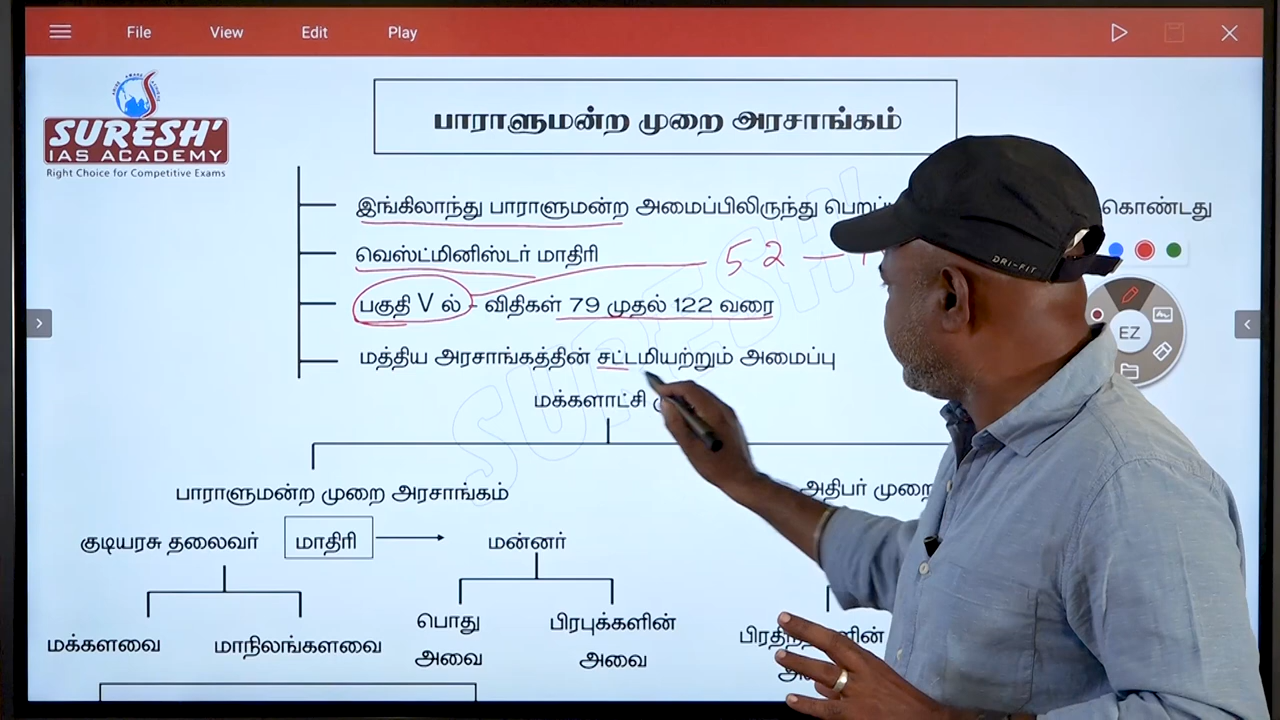 File View Edit Play
SURESH'
IAS ACADEMY
Right Choice for Competitive Exams
பாராளுமன்ற முறை அரசாங்கம்
இங்கிலாந்து பாராளுமன்ற அமைப்பிலிருந்து கொண்டது
வெஸ்ட்மினிஸ்டர் மாதிரி 52 —
பகுதி V ல் - விதிகள் 79 முதல் 122 வரை
மத்திய அரசாங்கத்தின் சட்டமியற்றும் அமைப்பு
மக்களாட்சி
பாராளுமன்ற முறை அரசாங்கம் அதிபர் முறை
குடியரசு தலைவர் மாதிரி மன்னர்
மக்களவை மாநிலங்களவை பொது அவை பிரபுக்களின் அவை
DRI-FIT
EZ
SURESH